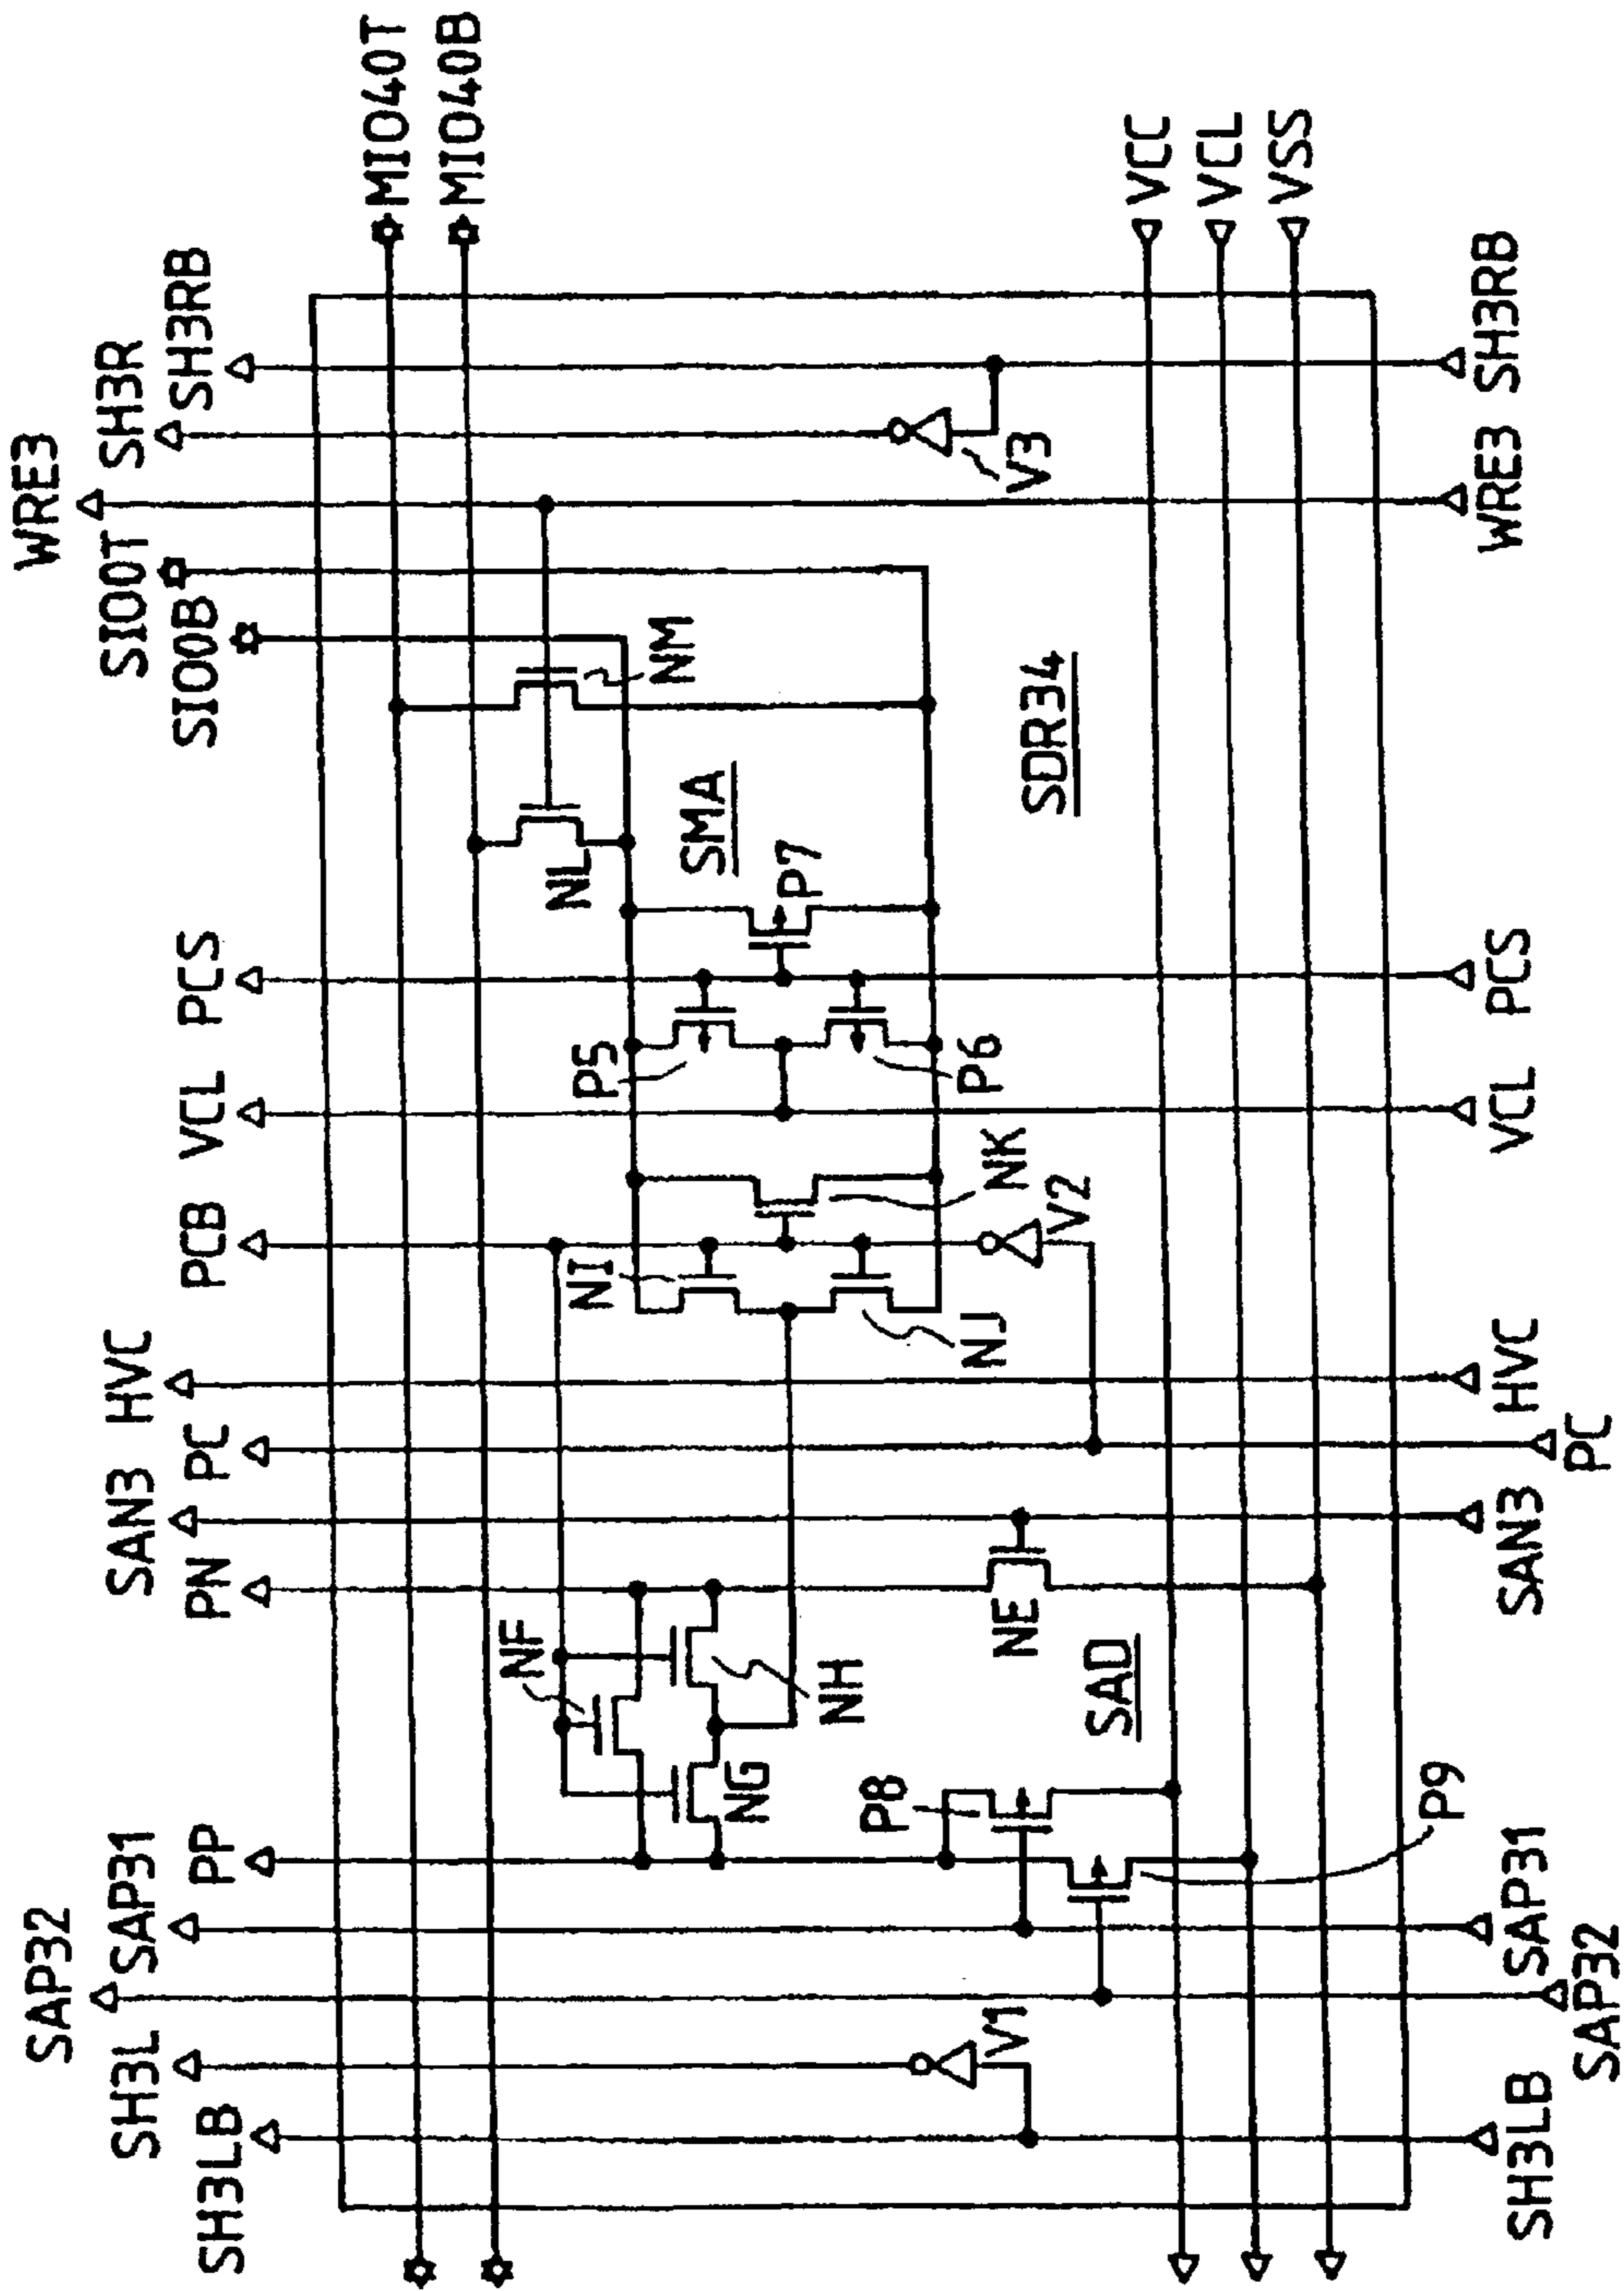 WRE3
SAP32
SIO0T
SH3R
SH3L
SAP31
SAN3
HVC
SIO0B
SH3RB
SH3LB
PP
PN
PC
PCB
VCL
PCS
MIO40T
MIO40B
NF
NI
NL
NM
NG
NH
P5
SMA
P7
P8
NE
NJ
NK
P6
V1
SAD
V2
SDR34
V3
VCC
VCL
VSS
P9
SH3LB
SAP32
SAP31
SAN3
PC
HVC
VCL
PCS
WRE3
SH3RB